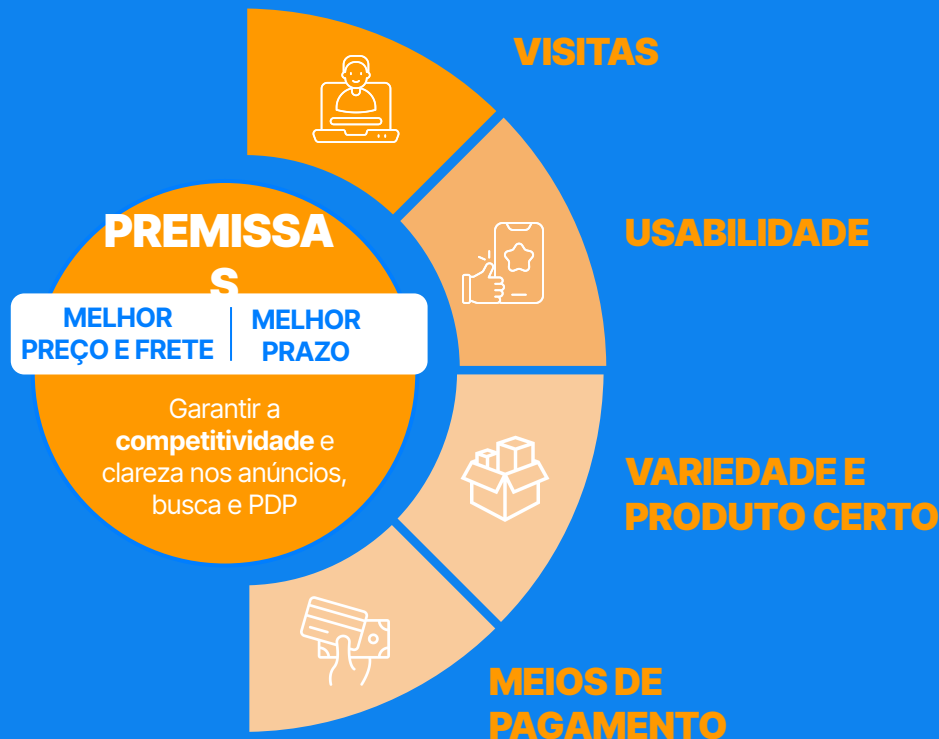 VISITAS
PREMISSA
S
MELHOR
PREÇO E FRETE
MELHOR
PRAZO
Garantir a
competitividade e
clareza nos anúncios,
busca e PDP
USABILIDADE
VARIEDADE E
PRODUTO CERTO
MEIOS DE
PAGAMENTO